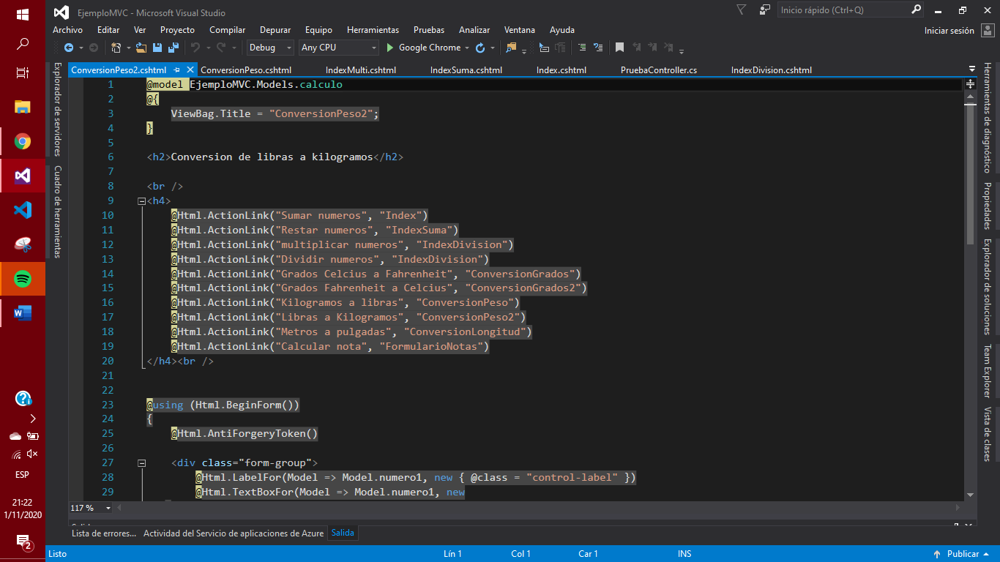 EjemploMVC - Microsoft Visual Studio
Inicio rápido (Ctrl+Q)
Archivo Editar Ver Proyecto Compilar Depurar Equipo Herramientas Pruebas Analizar Ventana Ayuda
Iniciar sesión
Debug Any CPU Google Chrome
ConversionPeso2.cshtml ConversionPeso.cshtml IndexMulti.cshtml IndexSuma.cshtml Index.cshtml PruebaController.cs IndexDivision.cshtml
Explorador de servidores
Cuadro de herramientas
1 @model EjemploMVC.Models.calculo
2 @{
3 ViewBag.Title = "ConversionPeso2";
4 }
5
6 <h2>Conversion de libras a kilogramos</h2>
7
8 <br />
9 <h4>
10 @Html.ActionLink("Sumar numeros", "Index")
11 @Html.ActionLink("Restar numeros", "IndexSuma")
12 @Html.ActionLink("multiplicar numeros", "IndexDivision")
13 @Html.ActionLink("Dividir numeros", "IndexDivision")
14 @Html.ActionLink("Grados Celcius a Fahrenheit", "ConversionGrados")
15 @Html.ActionLink("Grados Fahrenheit a Celcius", "ConversionGrados2")
16 @Html.ActionLink("Kilogramos a libras", "ConversionPeso")
17 @Html.ActionLink("Libras a Kilogramos", "ConversionPeso2")
18 @Html.ActionLink("Metros a pulgadas", "ConversionLongitud")
19 @Html.ActionLink("Calcular nota", "FormularioNotas")
20 </h4><br />
21
22
23 @using (Html.BeginForm())
24 {
25 @Html.AntiForgeryToken()
26
27 <div class="form-group">
28 @Html.LabelFor(Model => Model.numero1, new { @class = "control-label" })
29 @Html.TextBoxFor(Model => Model.numero1, new
Herramientas de diagnóstico
Propiedades
Explorador de soluciones
Team Explorer
Vista de clases
117 %
Salida
Lista de errores... Actividad del Servicio de aplicaciones de Azure Salida
Listo Lín 1 Col 1 Car 1 INS Publicar
ESP
21:22
1/11/2020
2